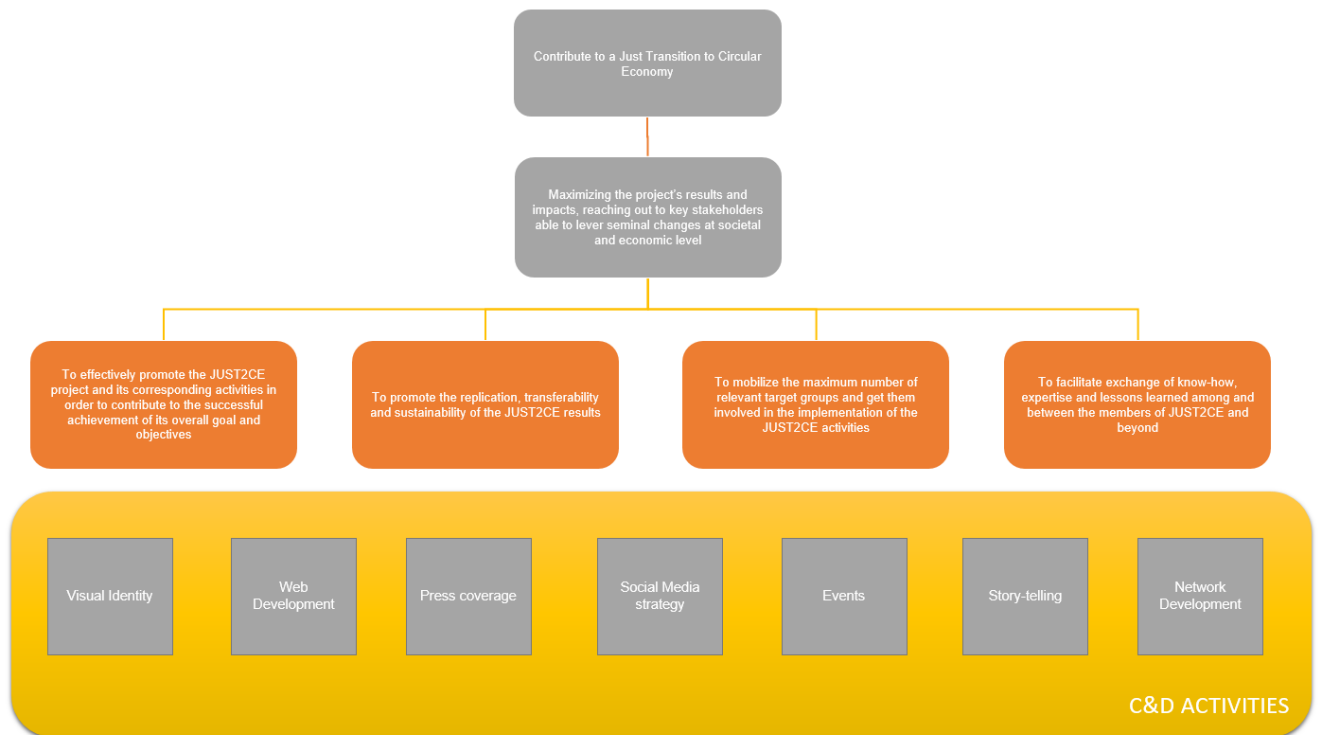 Contribute to a Just Transition to Circular
Economy
Maximizing the project's results and
impacts, reaching out to key stakeholders
able to lever seminal changes at societal
and economic level
To effectively promote the JUST2CE
project and its corresponding activities in
order to contribute to the successful
achievement of its overall goal and
objectives
To promote the replication, transferability
and sustainability of the JUST2CE results
To mobilize the maximum number of
relevant target groups and get them
involved in the implementation of the
JUST2CE activities
To facilitate exchange of know-how,
expertise and lessons learned among and
between the members of JUST2CE and
beyond
Visual Identity
Web
Development
Press coverage
Social Media
strategy
Events
Story-telling
Network
Development
C&D ACTIVITIES